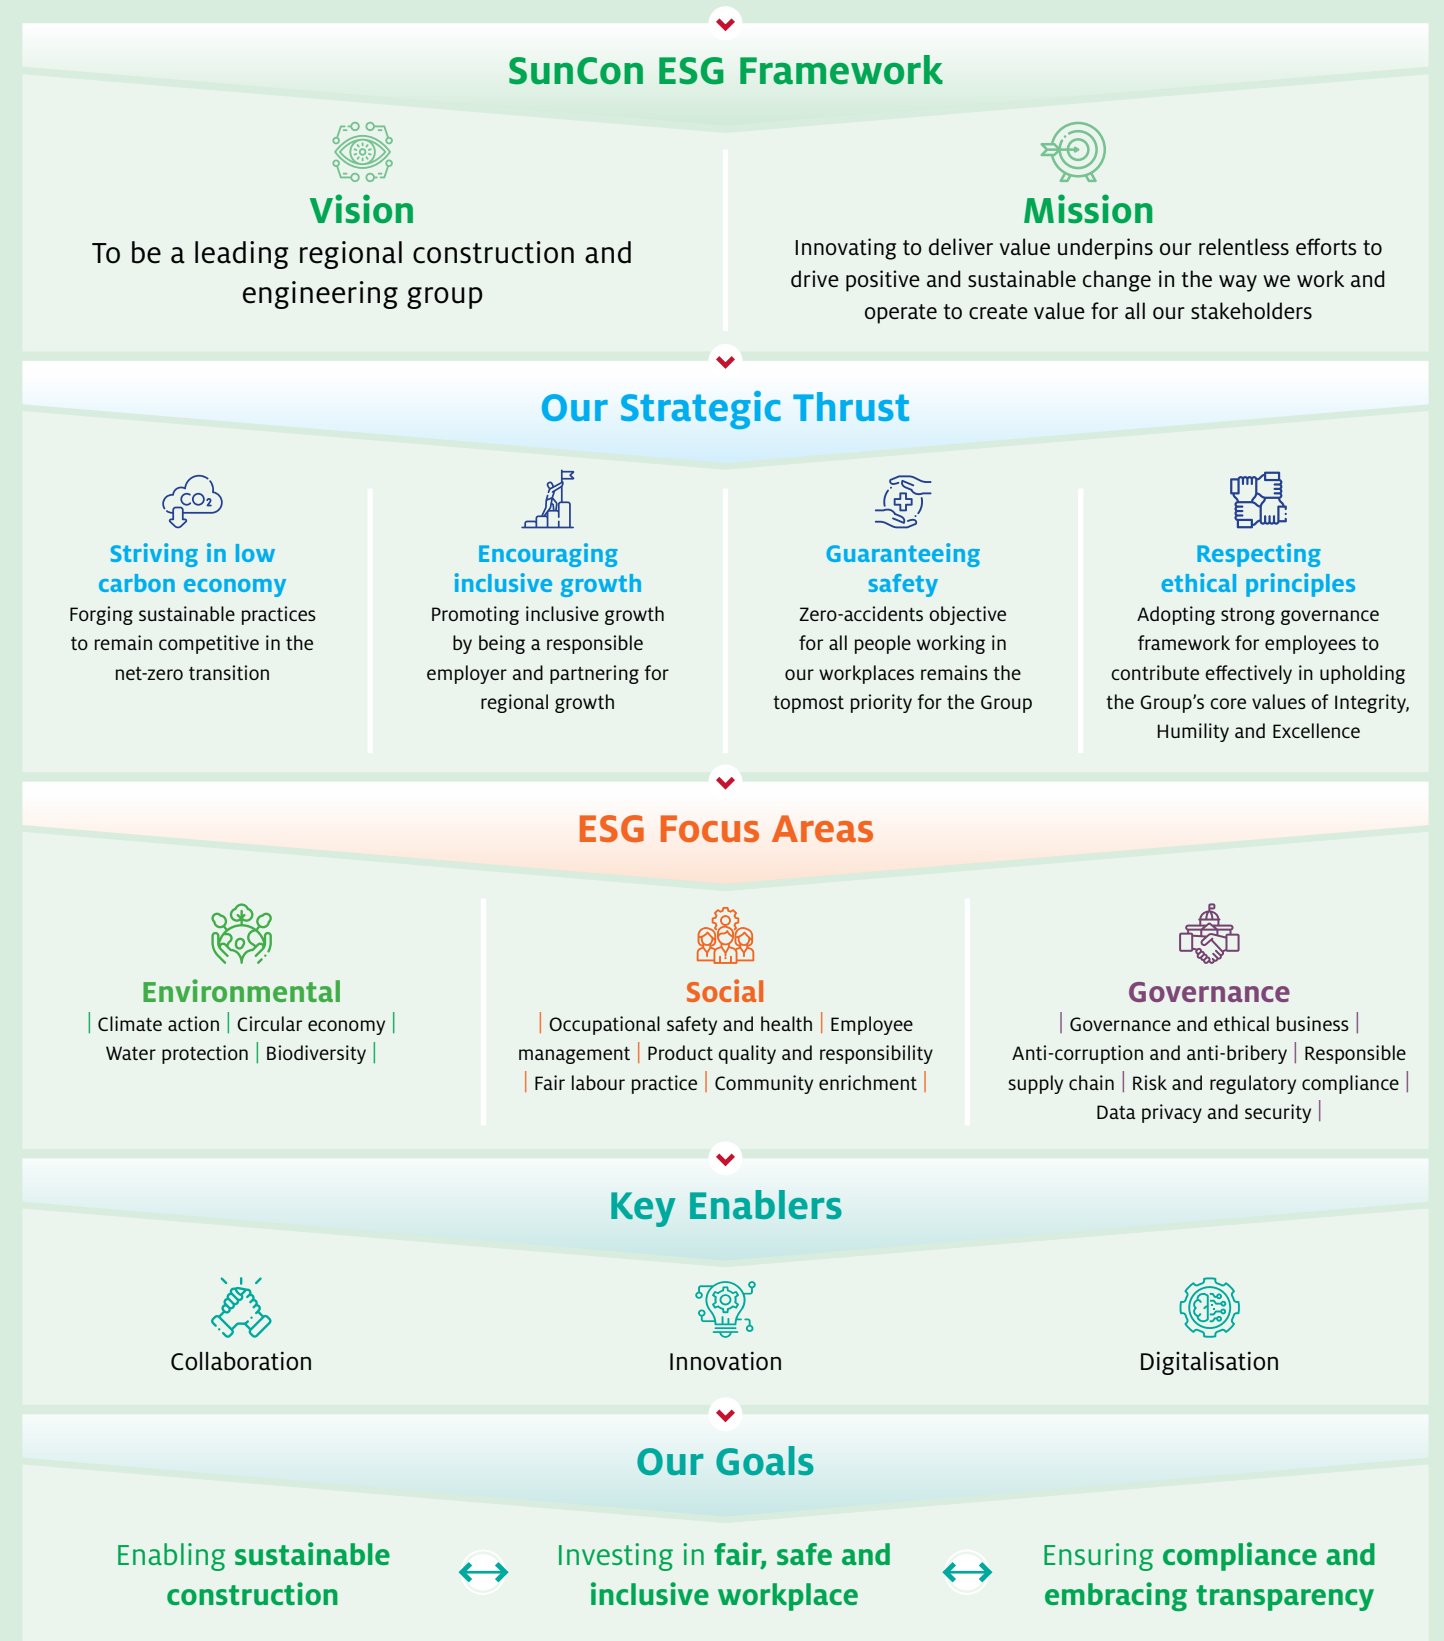 SunCon ESG Framework
Vision
To be a leading regional construction and
engineering group
Mission
Innovating to deliver value underpins our relentless efforts to
drive positive and sustainable change in the way we work and
operate to create value for all our stakeholders
Our Strategic Thrust
CO2
Striving in low
carbon economy
Forging sustainable practices
to remain competitive in the
net-zero transition
Encouraging
inclusive growth
Promoting inclusive growth
by being a responsible
employer and partnering for
regional growth
Guaranteeing
safety
Zero-accidents objective
for all people working in
our workplaces remains the
topmost priority for the Group
Respecting
ethical principles
Adopting strong governance
framework for employees to
contribute effectively in upholding
the Group’s core values of Integrity,
Humility and Excellence
ESG Focus Areas
Environmental
| Climate action | Circular economy |
Water protection | Biodiversity |
Social
| Occupational safety and health | Employee
management | Product quality and responsibility
| Fair labour practice | Community enrichment |
Governance
| Governance and ethical business |
Anti-corruption and anti-bribery | Responsible
supply chain | Risk and regulatory compliance |
Data privacy and security |
Key Enablers
Collaboration
Innovation
Digitalisation
Our Goals
Enabling sustainable
construction
Investing in fair, safe and
inclusive workplace
Ensuring compliance and
embracing transparency